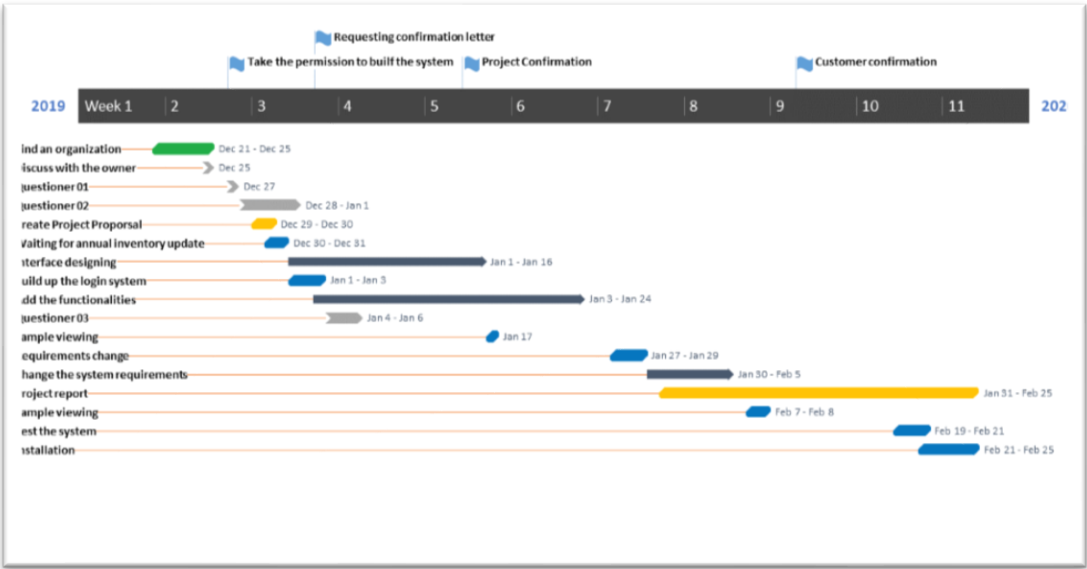 Requesting confirmation letter
Take the permission to builf the system
Project Confirmation
Customer confirmation
2019 Week 1 2 3 4 5 6 7 8 9 10 11 202
ind an organization Dec 21 - Dec 25
iscuss with the owner Dec 25
uestioner 01 Dec 27
uestioner 02 Dec 28 - Jan 1
reate Project Proporsal Dec 29 - Dec 30
Vaiting for annual inventory update Dec 30 - Dec 31
nterface designing Jan 1 - Jan 16
uild up the login system Jan 1 - Jan 3
dd the functionalities Jan 3 - Jan 24
uestioner 03 Jan 4 - Jan 6
ample viewing Jan 17
equirements change Jan 27 - Jan 29
hange the system requirements Jan 30 - Feb 5
roject report Jan 31 - Feb 25
ample viewing Feb 7 - Feb 8
est the system Feb 19 - Feb 21
nstallation Feb 21 - Feb 25